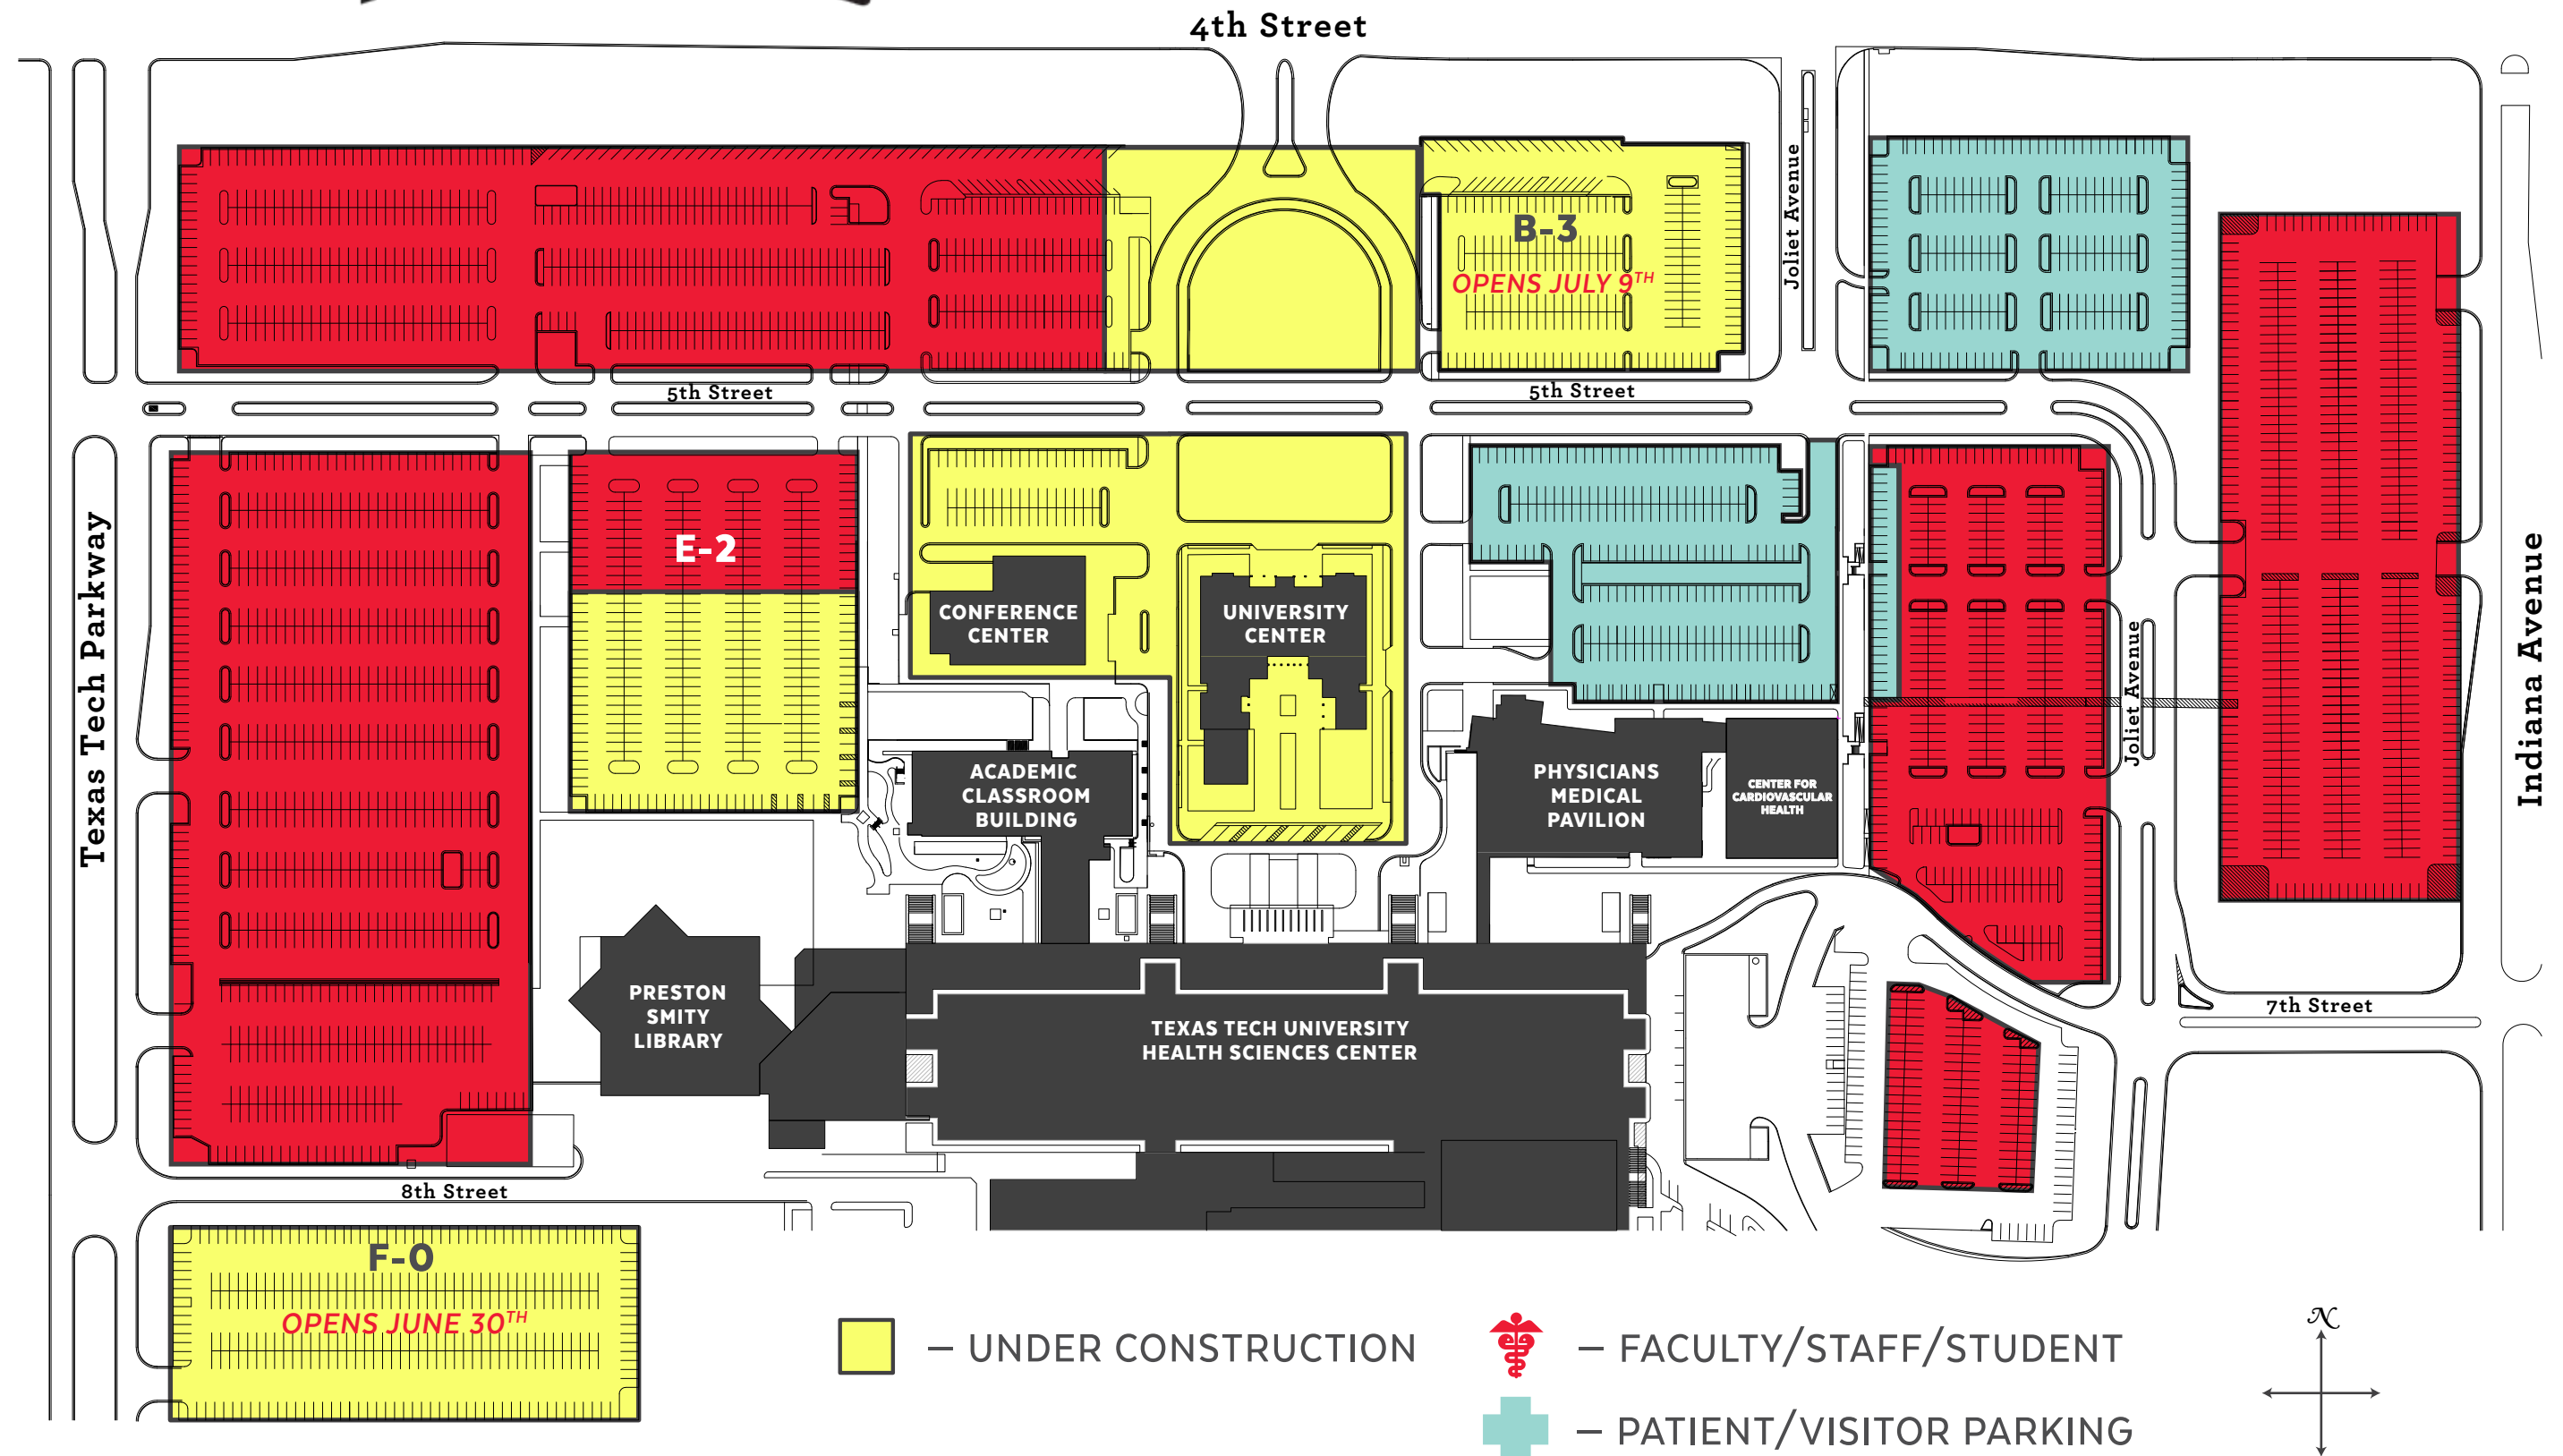 4th Street
Joliet Avenue
B-3
OPENS JULY 9TH
5th Street
5th Street
Texas Tech Parkway
E-2
CONFERENCE
CENTER
UNIVERSITY
CENTER
Joliet Avenue
Indiana Avenue
ACADEMIC
CLASSROOM
BUILDING
PHYSICIANS
MEDICAL
PAVILION
CENTER FOR
CARDIOVASCULAR
HEALTH
PRESTON
SMITY
LIBRARY
TEXAS TECH UNIVERSITY
HEALTH SCIENCES CENTER
7th Street
8th Street
F-0
OPENS JUNE 30TH
– UNDER CONSTRUCTION
– FACULTY/STAFF/STUDENT
– PATIENT/VISITOR PARKING
N